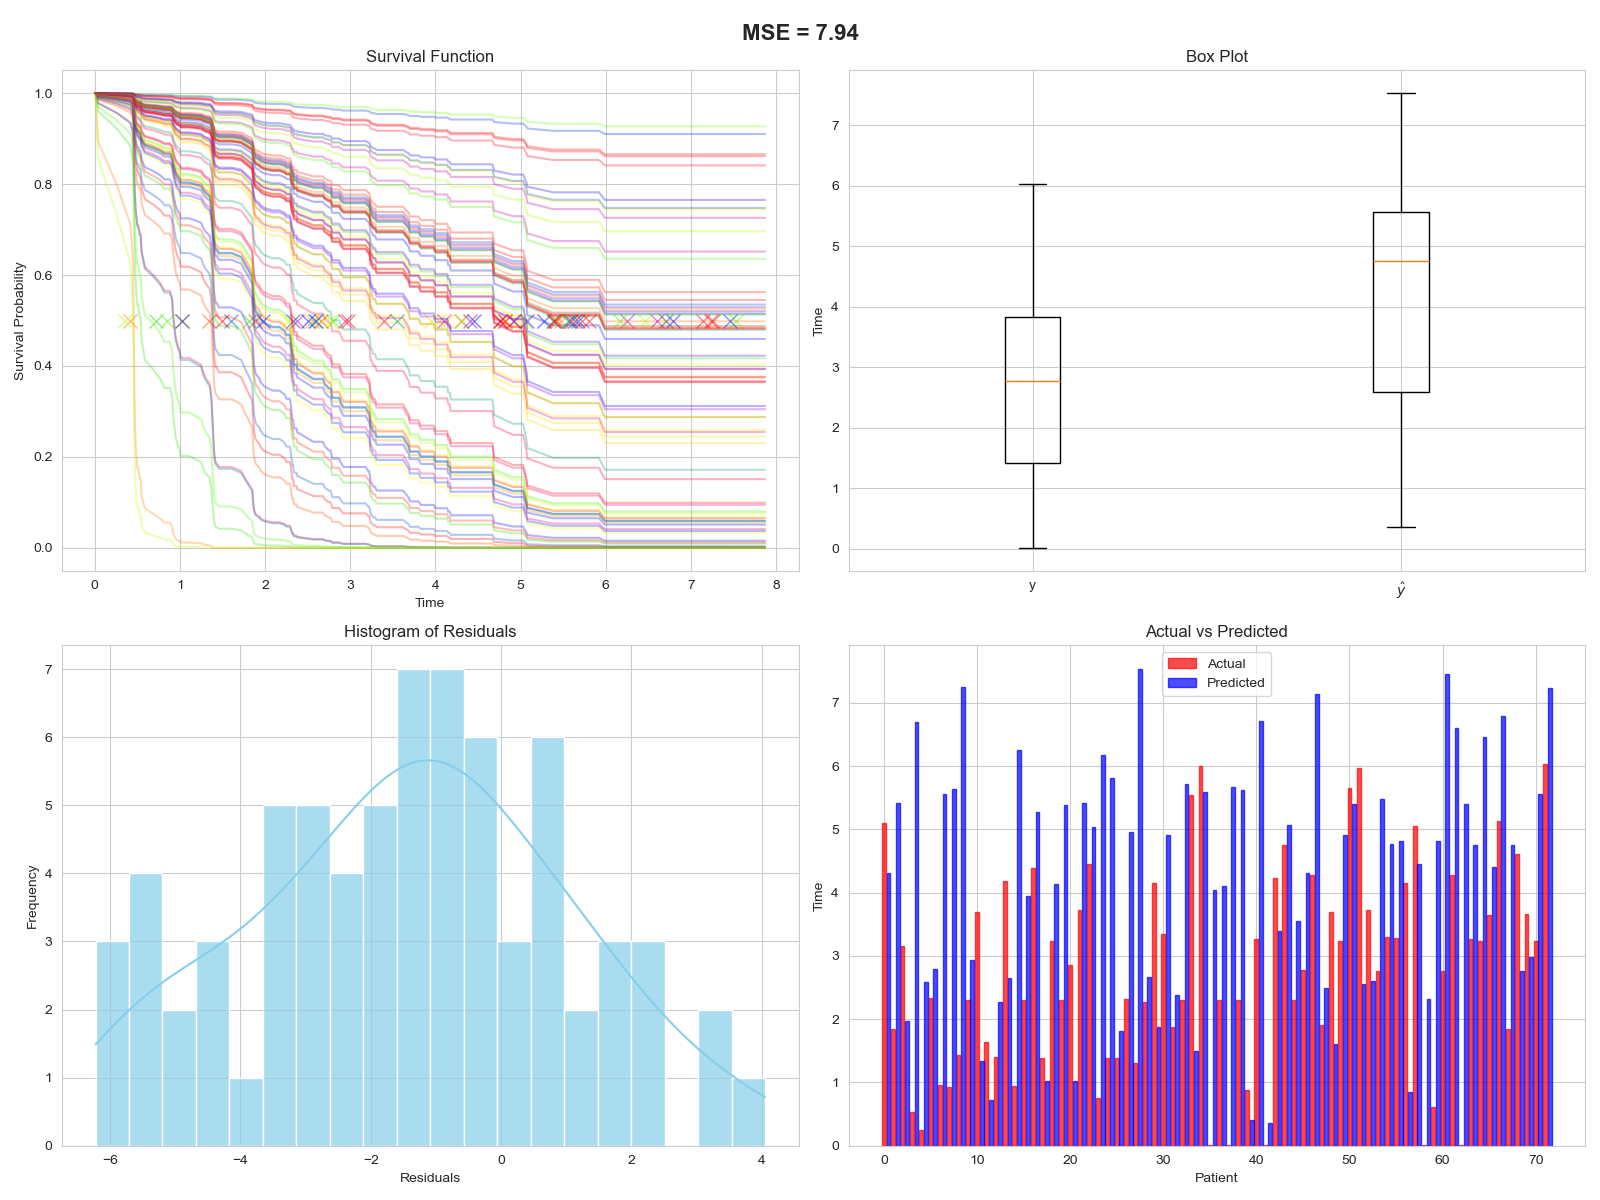 MSE = 7.94
Survival Function
Survival Probability
1.0
0.8
0.6
0.4
0.2
0.0
0 1 2 3 4 5 6 7 8
Time
Box Plot
Time
7
6
5
4
3
2
1
0
y ŷ
Histogram of Residuals
Frequency
7
6
5
4
3
2
1
0
−6 −4 −2 0 2 4
Residuals
Actual vs Predicted
Actual
Predicted
Time
7
6
5
4
3
2
1
0
0 10 20 30 40 50 60 70
Patient